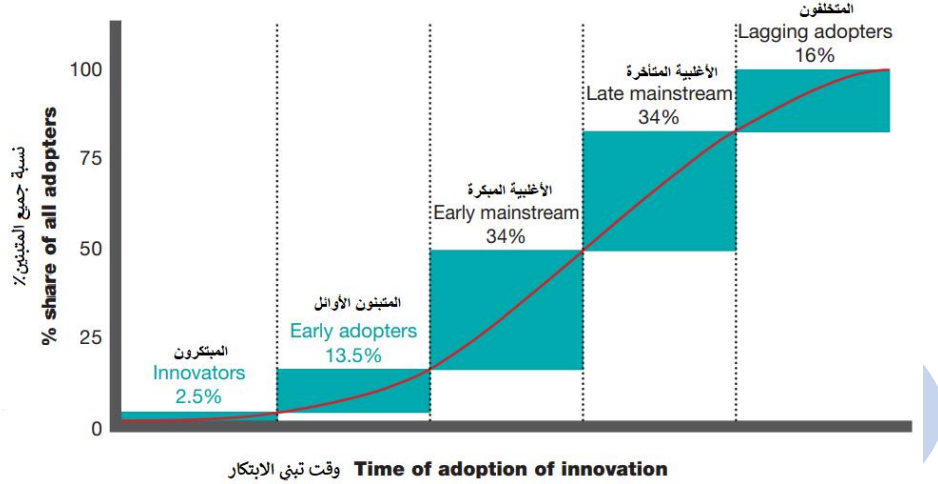 المتخلفون
Lagging adopters
16%
الأغلبية المتأخرة
Late mainstream
34%
الأغلبية المبكرة
Early mainstream
34%
المتبنون الأوائل
Early adopters
13.5%
المبتكرون
Innovators
2.5%
100
75
50
25
0
نسبة جميع المتبنين٪
% share of all adopters
وقت تبني الابتكار Time of adoption of innovation